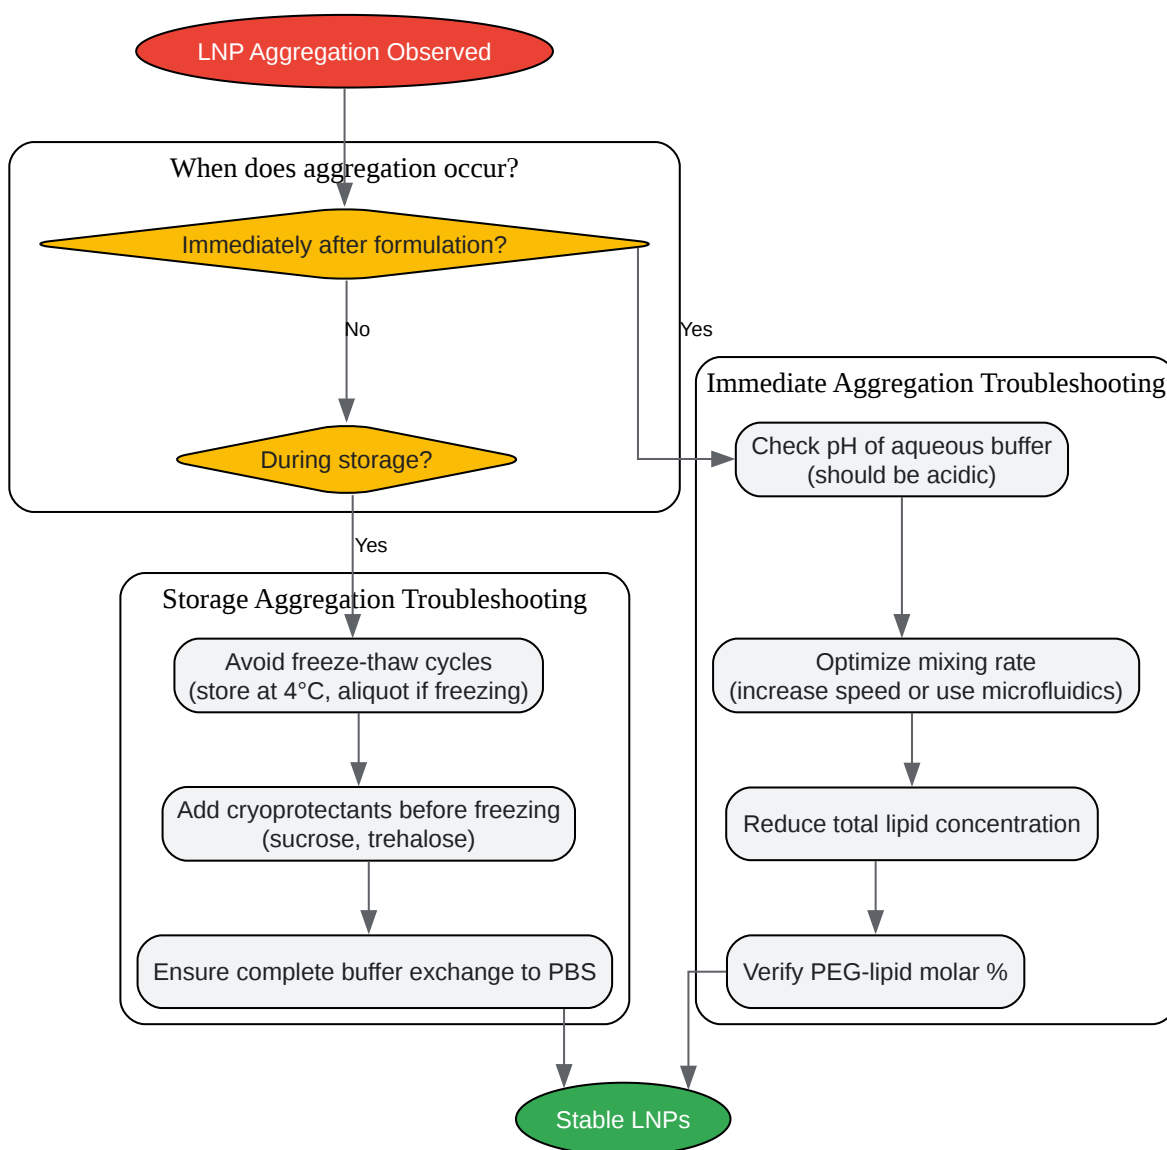 LNP Aggregation Observed
When does aggregation occur?
Immediately after formulation?
No
Yes
During storage?
Yes
Immediate Aggregation Troubleshooting
Check pH of aqueous buffer
(should be acidic)
Optimize mixing rate
(increase speed or use microfluidics)
Reduce total lipid concentration
Verify PEG-lipid molar %
Storage Aggregation Troubleshooting
Avoid freeze-thaw cycles
(store at 4°C, aliquot if freezing)
Add cryoprotectants before freezing
(sucrose, trehalose)
Ensure complete buffer exchange to PBS
Stable LNPs